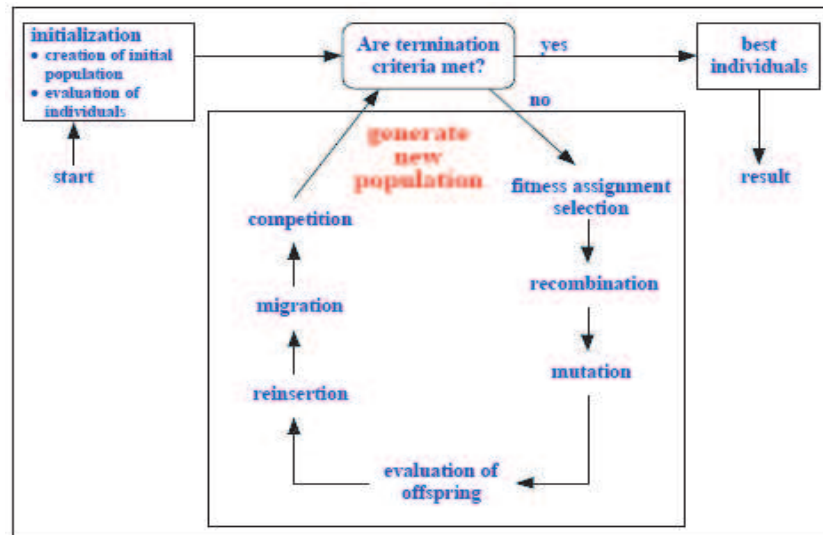 initialization
• creation of initial
population
• evaluation of
individuals
start
Are termination
criteria met?
yes
best
individuals
result
no
generate
new
population
fitness assignment
selection
recombination
mutation
evaluation of
offspring
reinsertion
migration
competition